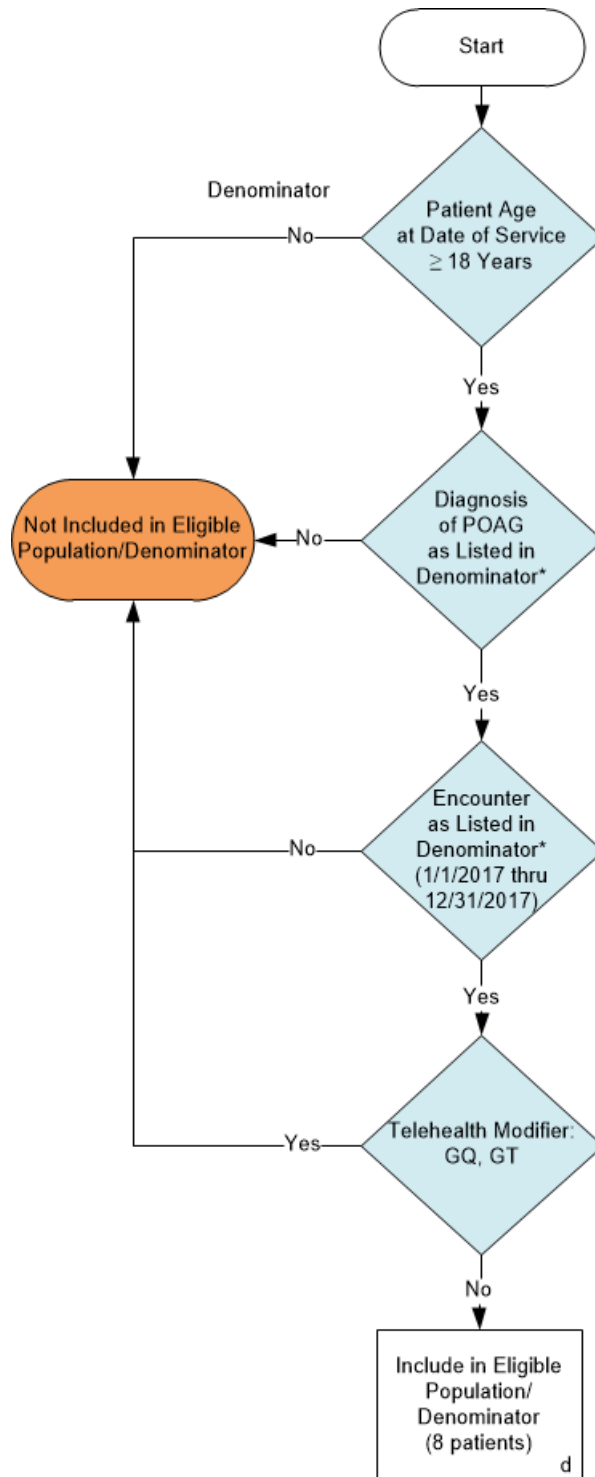 Start
Denominator
Patient Age
at Date of Service
≥ 18 Years
No
Yes
Not Included in Eligible
Population/Denominator
No
Diagnosis
of POAG
as Listed in
Denominator*
Yes
Encounter
as Listed in
Denominator*
(1/1/2017 thru
12/31/2017)
No
Yes
Telehealth Modifier:
GQ, GT
Yes
No
Include in Eligible
Population/
Denominator
(8 patients)
d